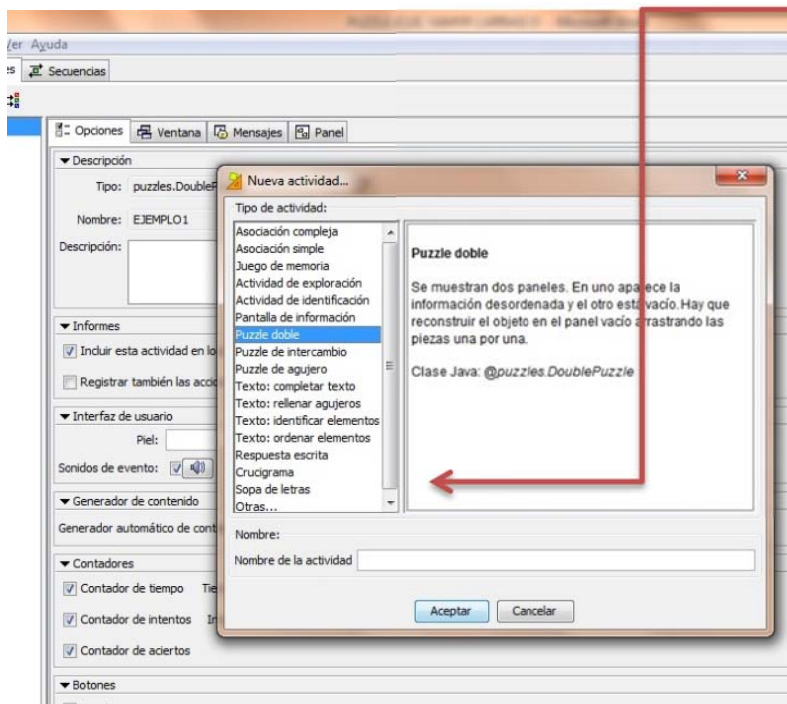 Ver Ayuda
es Secuencias
Opciones Ventana Mensajes Panel
Descripción
Tipo: puzzles.DoubleP
Nombre: EJEMPLO1
Descripción:
Informes
Incluir esta actividad en lo
Registrar también las acci
Interfaz de usuario
Piel:
Sonidos de evento:
Generador de contenido
Generador automático de cont
Contadores
Contador de tiempo Tie
Contador de intentos In
Contador de aciertos
Botones
Nueva actividad...
Tipo de actividad:
Asociación compleja
Asociación simple
Juego de memoria
Actividad de exploración
Actividad de identificación
Pantalla de información
Puzzle doble
Puzzle de intercambio
Puzzle de agujero
Texto: completar texto
Texto: rellenar agujeros
Texto: identificar elementos
Texto: ordenar elementos
Respuesta escrita
Crucigrama
Sopa de letras
Otras...
Puzzle doble
Se muestran dos paneles. En uno aparece la
información desordenada y el otro está vacío.Hay que
reconstruir el objeto en el panel vacío arrastrando las
piezas una por una.
Clase Java: @puzzles.DoublePuzzle
Nombre:
Nombre de la actividad
Aceptar Cancelar